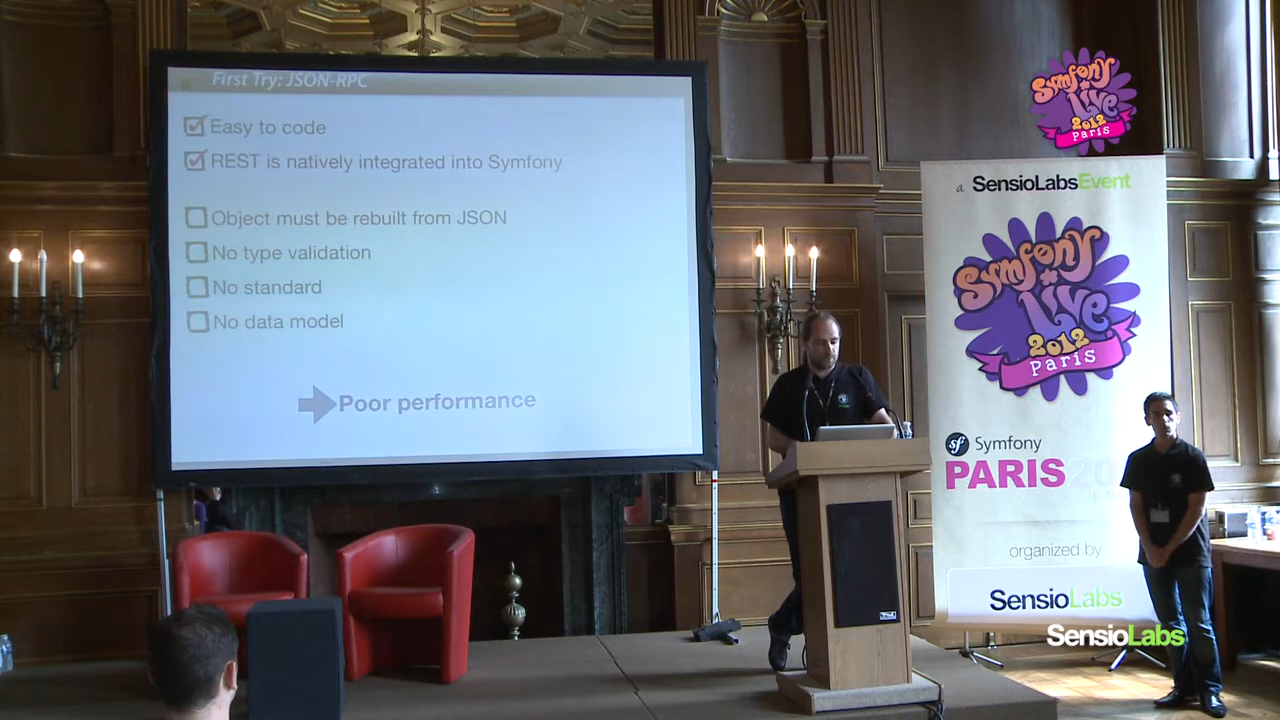 First Try: JSON-RPC
Easy to code
REST is natively integrated into Symfony
Object must be rebuilt from JSON
No type validation
No standard
No data model
Poor performance
Symfony
Live
2012
Paris
a SensioLabsEvent
Symfony
Live
2012
Paris
sf Symfony
PARIS20
organized by
SensioLabs
SensioLabs